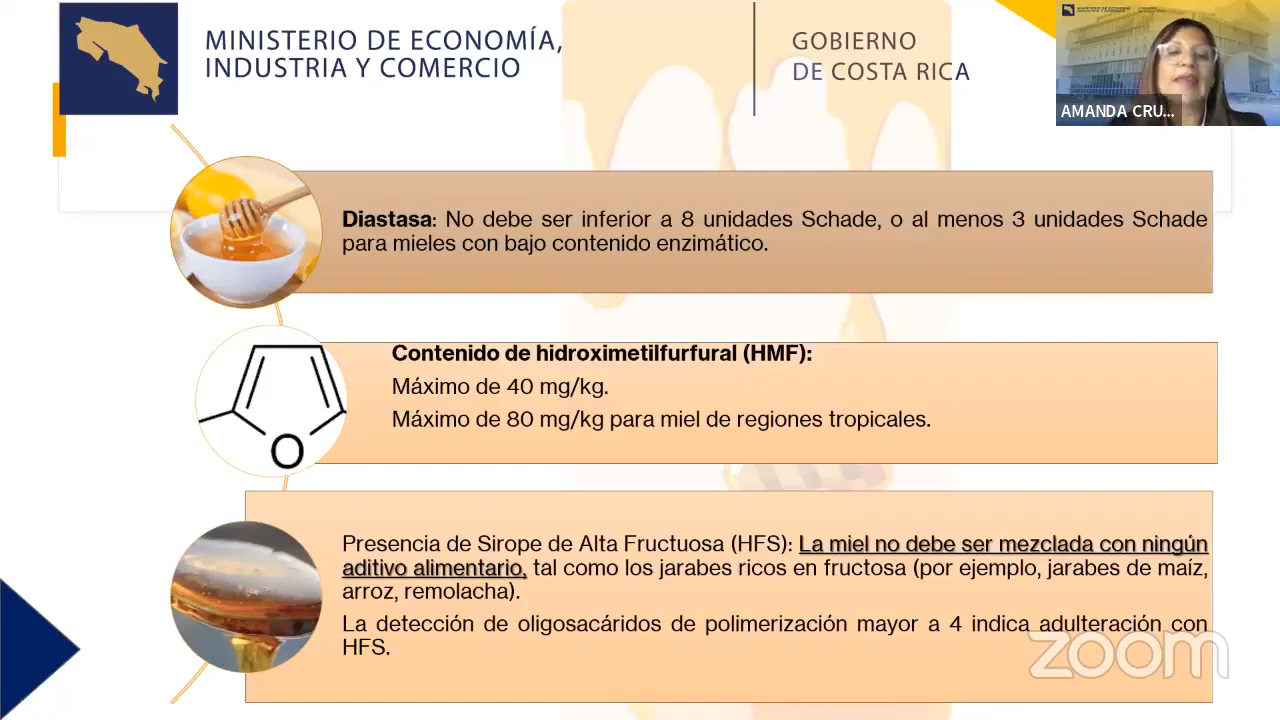 MINISTERIO DE ECONOMÍA,
INDUSTRIA Y COMERCIO
GOBIERNO
DE COSTA RICA
AMANDA CRU...
Diastasa: No debe ser inferior a 8 unidades Schade, o al menos 3 unidades Schade
para mieles con bajo contenido enzimático.
Contenido de hidroximetilfurfural (HMF):
Máximo de 40 mg/kg.
Máximo de 80 mg/kg para miel de regiones tropicales.
O
Presencia de Sirope de Alta Fructuosa (HFS): La miel no debe ser mezclada con ningún
aditivo alimentario, tal como los jarabes ricos en fructosa (por ejemplo, jarabes de maíz,
arroz, remolacha).
La detección de oligosacáridos de polimerización mayor a 4 indica adulteración con
HFS.
zoom